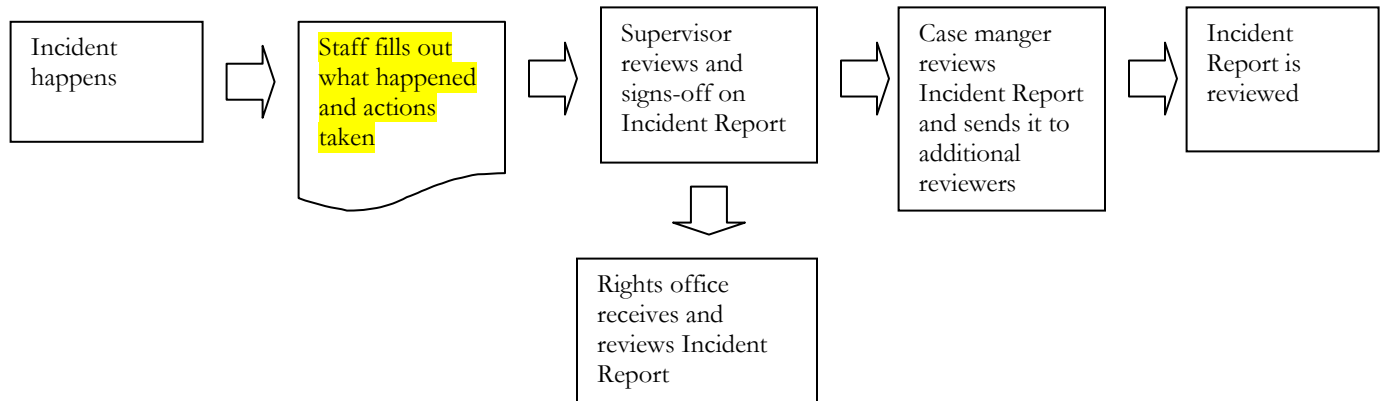 Incident
happens
Staff fills out
what happened
and actions
taken
Supervisor
reviews and
signs-off on
Incident Report
Case manger
reviews
Incident Report
and sends it to
additional
reviewers
Incident
Report is
reviewed
Rights office
receives and
reviews Incident
Report